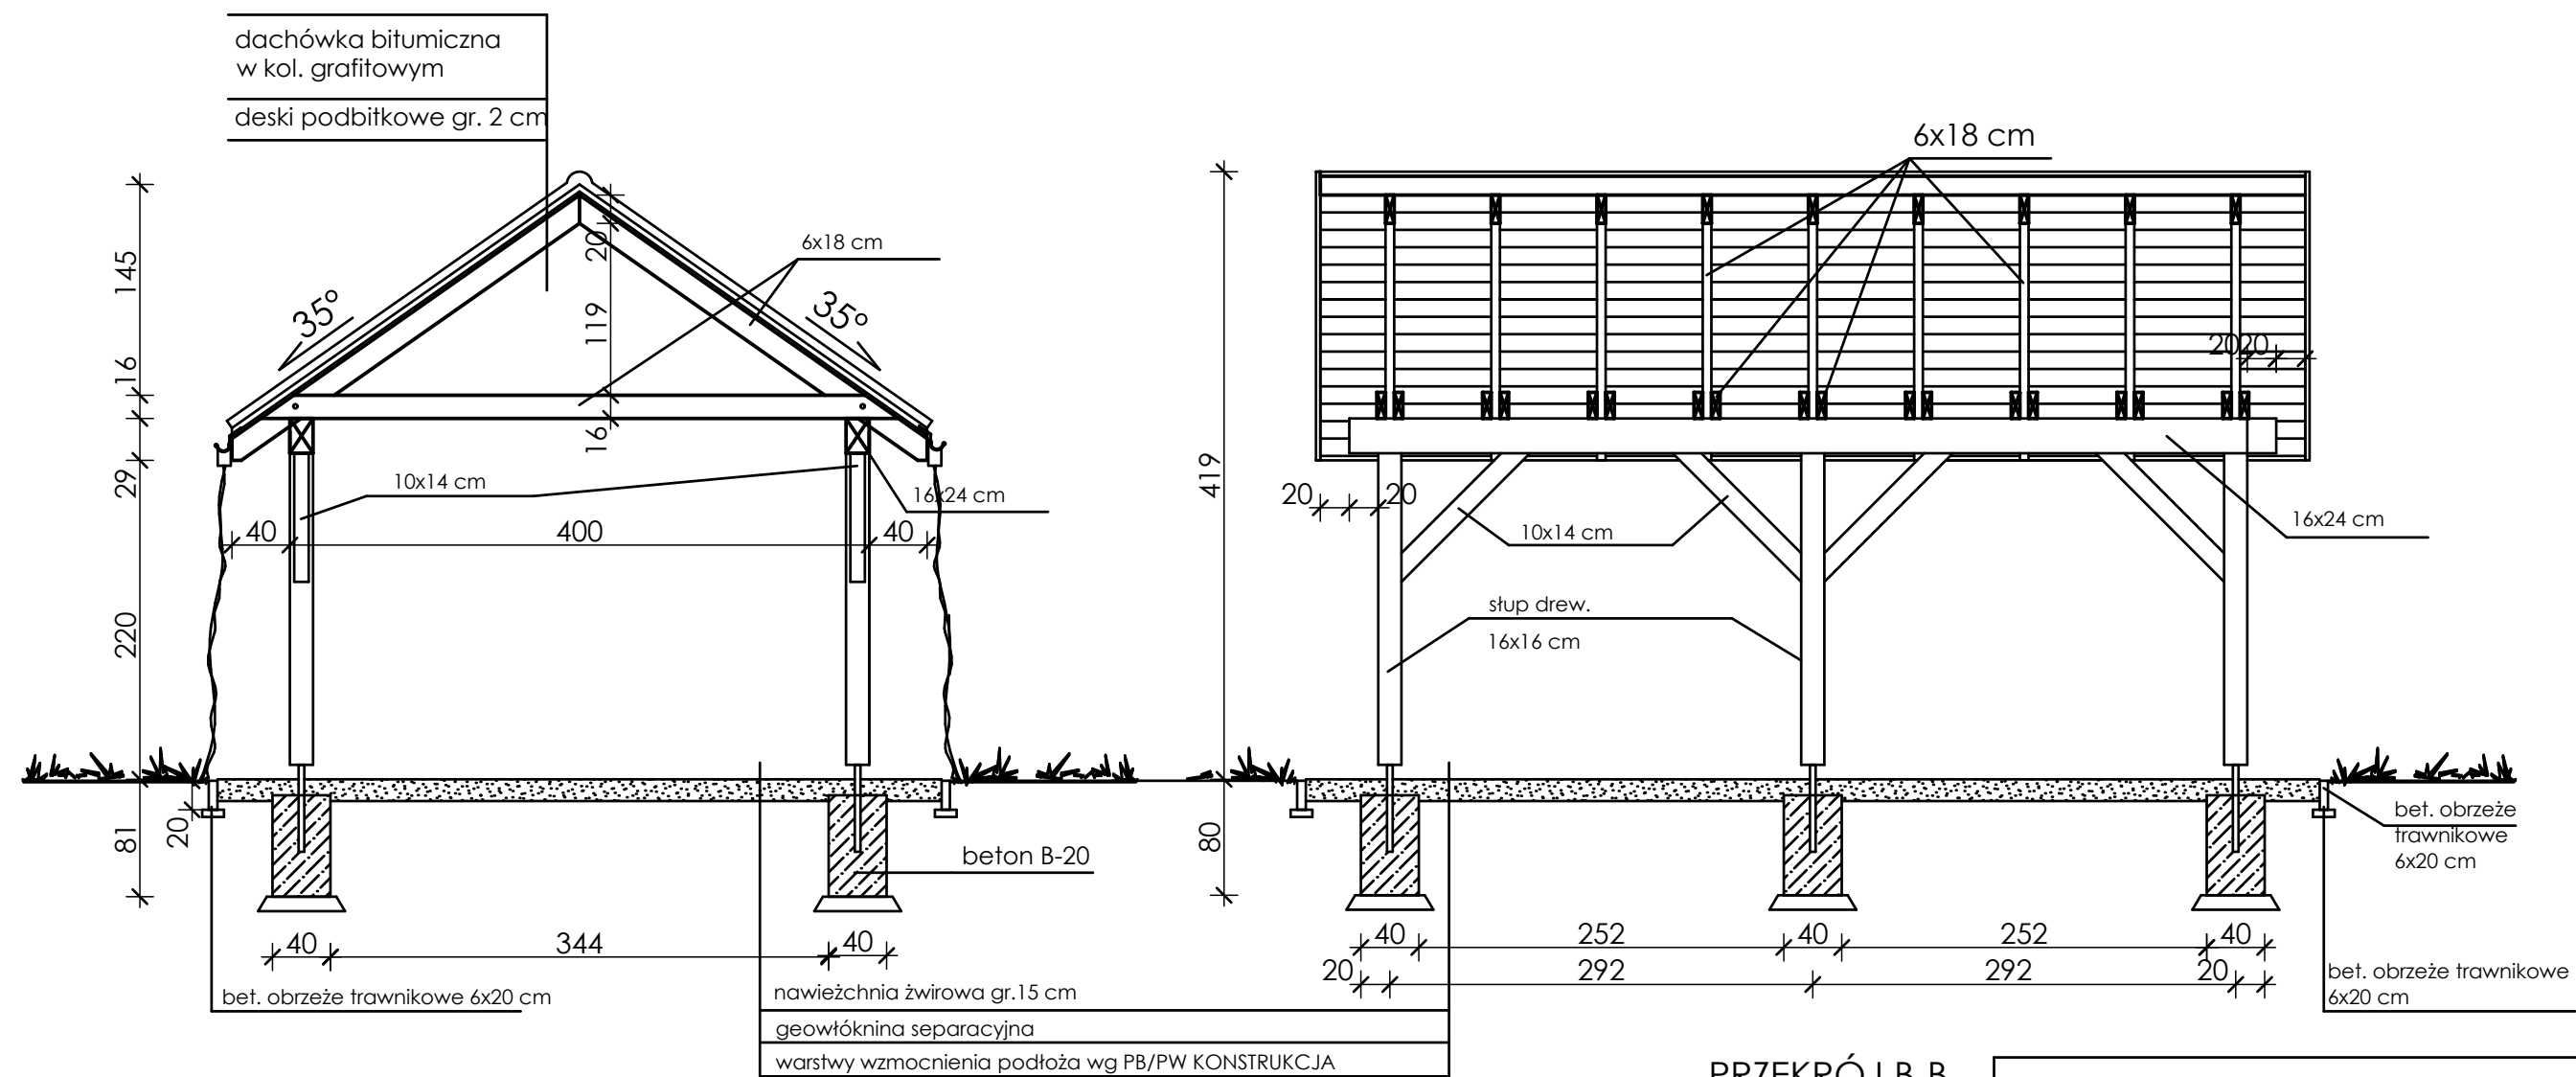 dachówka bitumiczna
w kol. grafitowym
deski podbitkowe gr. 2 cm
145
16
29
220
81
20
35°
35°
20
119
16
6x18 cm
10x14 cm
16x24 cm
40
400
40
beton B-20
40
344
40
bet. obrzeże trawnikowe 6x20 cm
nawieżchnia żwirowa gr.15 cm
geowłóknina separacyjna
warstwy wzmocnienia podłoża wg PB/PW KONSTRUKCJA
6x18 cm
419
80
2020
20
20
10x14 cm
16x24 cm
słup drew.
16x16 cm
bet. obrzeże
trawnikowe
6x20 cm
40
252
40
252
40
20
292
292
20
bet. obrzeże trawnikowe
6x20 cm
PRZEKRÓJ B-B